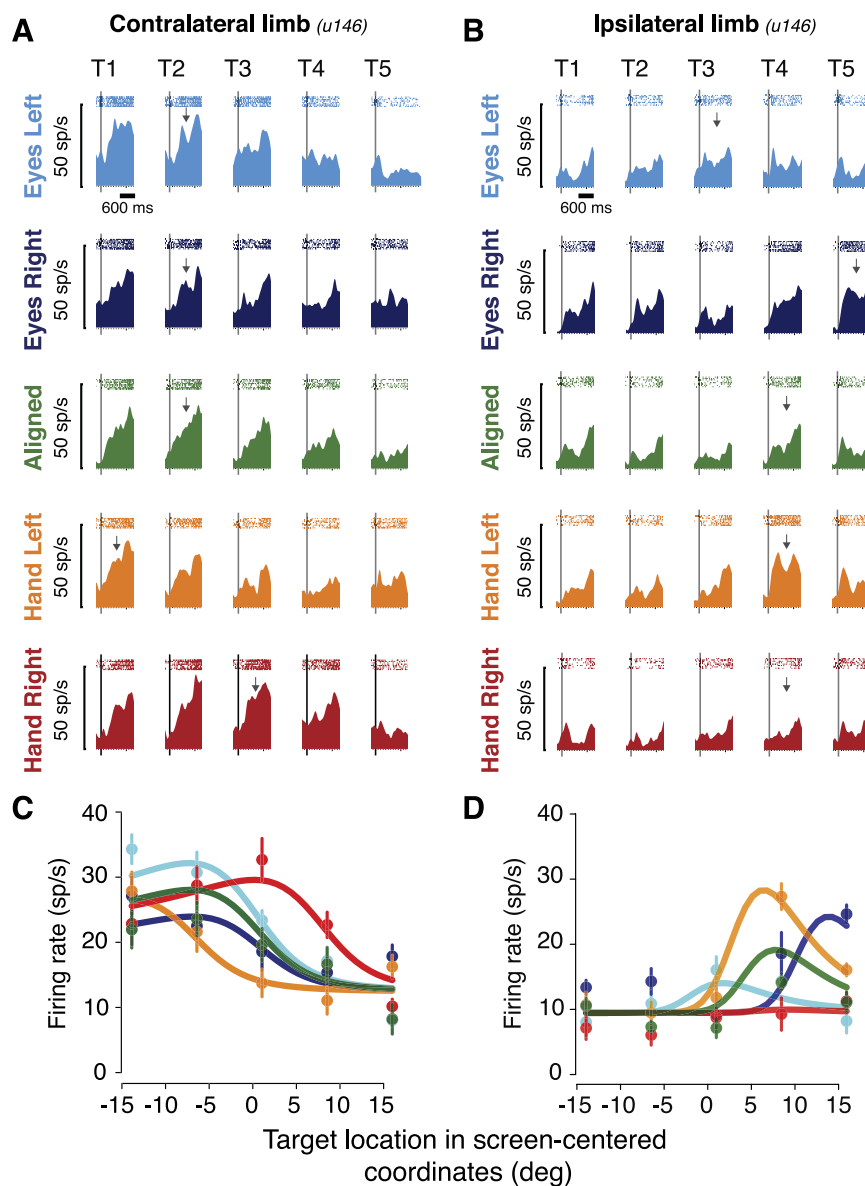 A Contralateral limb (u146)
T1 T2 T3 T4 T5
Eyes Left
50 sp/s
600 ms
Eyes Right
50 sp/s
Aligned
50 sp/s
Hand Left
50 sp/s
Hand Right
50 sp/s
B Ipsilateral limb (u146)
T1 T2 T3 T4 T5
Eyes Left
50 sp/s
600 ms
Eyes Right
50 sp/s
Aligned
50 sp/s
Hand Left
50 sp/s
Hand Right
50 sp/s
C
Firing rate (sp/s)
40
30
20
10
0
-15 -10 -5 0 5 10 15
D
Firing rate (sp/s)
40
30
20
10
0
-15 -10 -5 0 5 10 15
Target location in screen-centered
coordinates (deg)